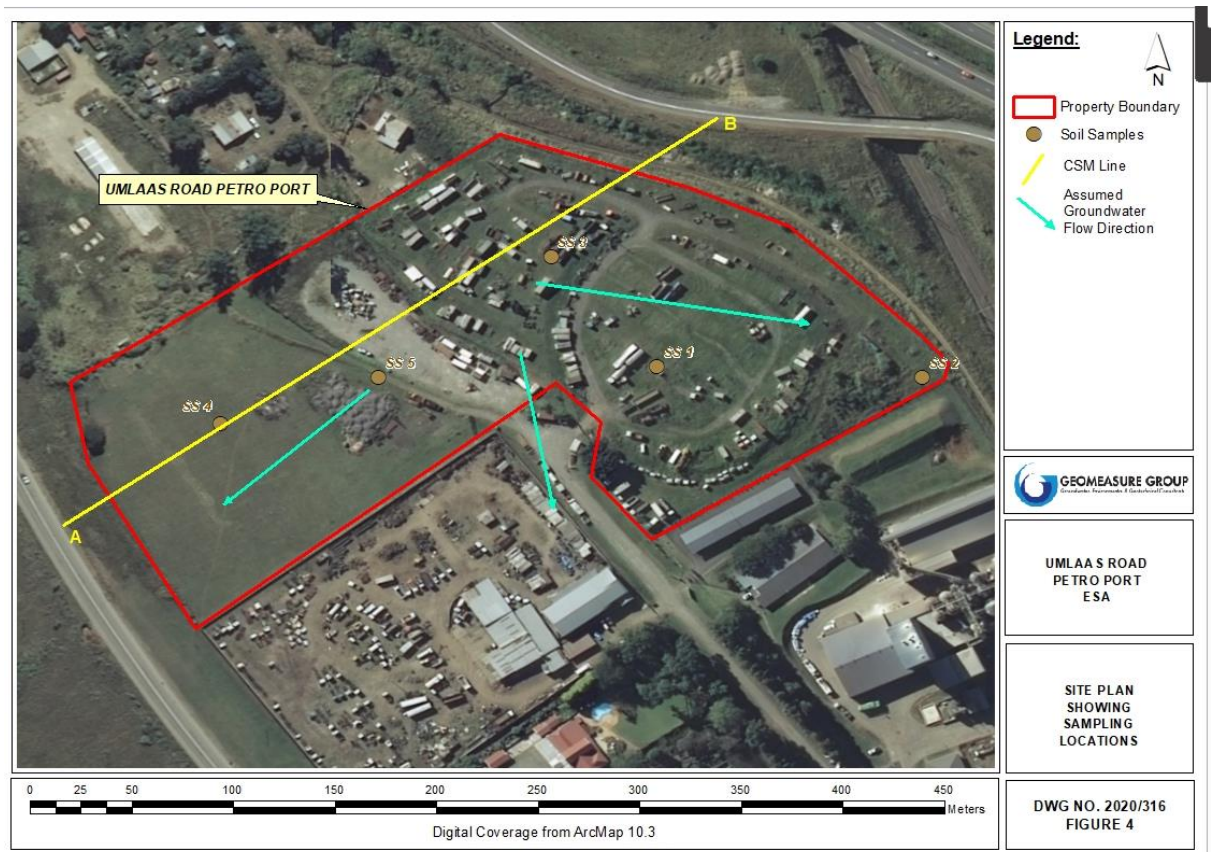 UMLAAS ROAD PETRO PORT
B
SS 3
SS 1
SS 2
SS 5
SS 4
A
Legend:
N
Property Boundary
Soil Samples
CSM Line
Assumed
Groundwater
Flow Direction
GEOMEASURE GROUP
UMLAAS ROAD
PETRO PORT
ESA
SITE PLAN
SHOWING
SAMPLING
LOCATIONS
0 25 50 100 150 200 250 300 350 400 450
Meters
Digital Coverage from ArcMap 10.3
DWG NO. 2020/316
FIGURE 4